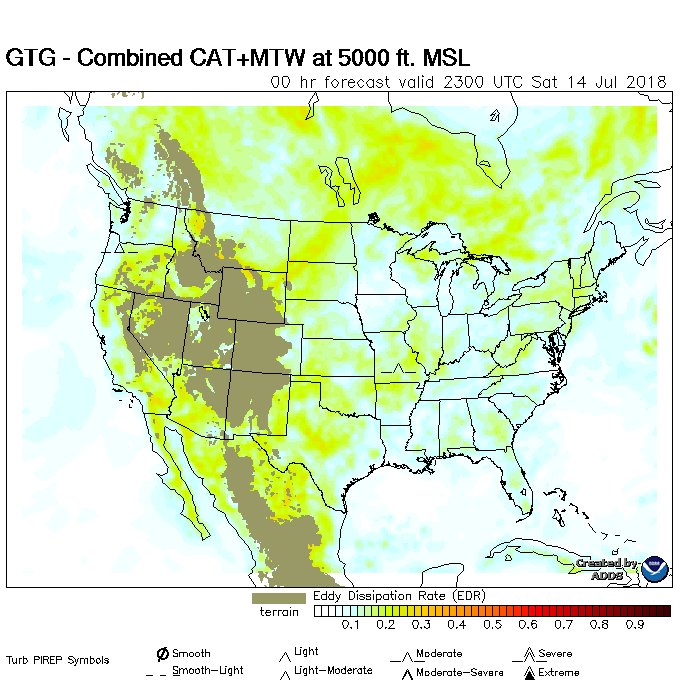 GTG - Combined CAT+MTW at 5000 ft. MSL
00 hr forecast valid 2300 UTC Sat 14 Jul 2018
Created by
ADDS
terrain
Eddy Dissipation Rate (EDR)
0.1 0.2 0.3 0.4 0.5 0.6 0.7 0.8 0.9
Turb PIREP Symbols
Smooth Light Moderate Severe
Smooth-Light Light-Moderate Moderate-Severe Extreme